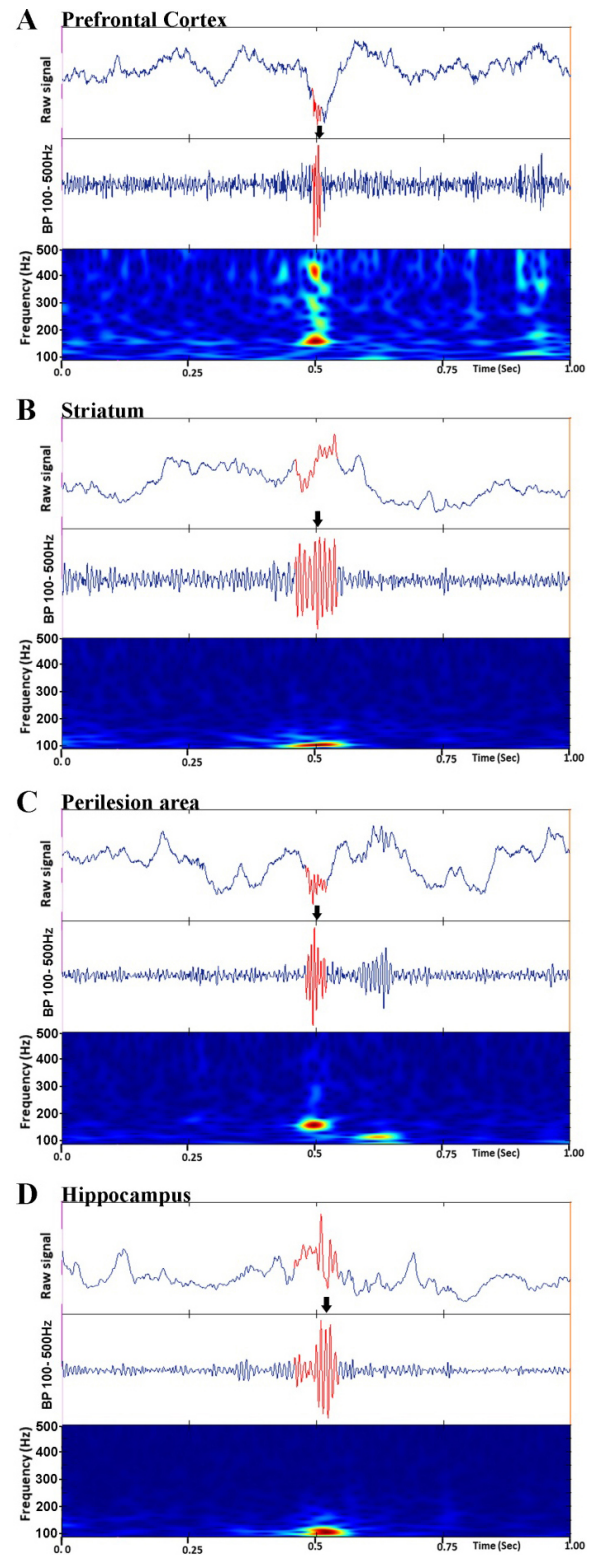 A Prefrontal Cortex
Raw signal
BP 100- 500Hz
Frequency (Hz)
500
400
300
200
100
0. 0 0.25 0.5 0.75 Time (Sec) 1.00
B Striatum
Raw signal
BP 100- 500Hz
Frequency (Hz)
500
400
300
200
100
0. 0 0.25 0.5 0.75 Time (Sec) 1.00
C Perilesion area
Raw signal
BP 100- 500Hz
Frequency (Hz)
500
400
300
200
100
0. 0 0.25 0.5 0.75 Time (Sec) 1.00
D Hippocampus
Raw signal
BP 100- 500Hz
Frequency (Hz)
500
400
300
200
100
0. 0 0.25 0.5 0.75 Time (Sec) 1.00